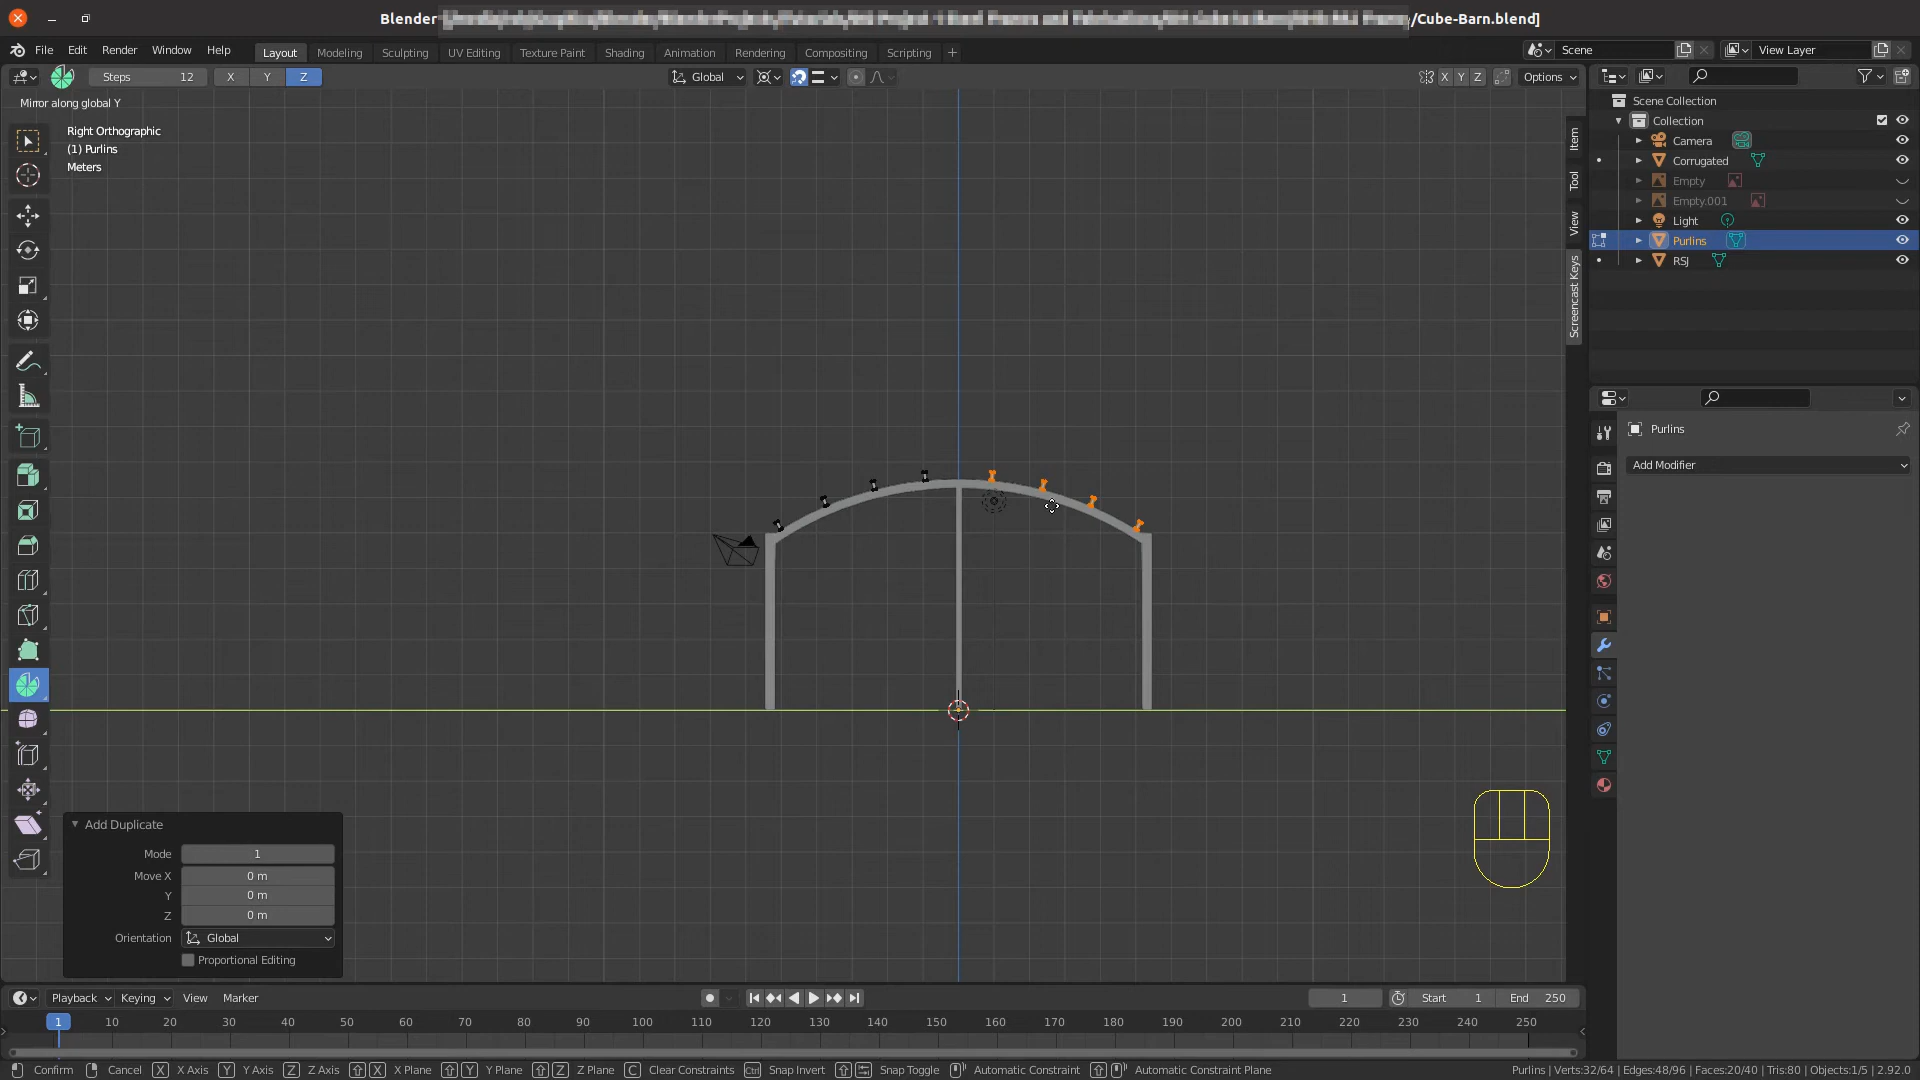 Blender
/Cube-Barn.blend]
File Edit Render Window Help
Layout Modeling Sculpting UV Editing Texture Paint Shading Animation Rendering Compositing Scripting +
Scene
View Layer
Steps 12 X Y Z
Global
X Y Z Options
Mirror along global Y
Right Orthographic
(1) Purlins
Meters
Item
Tool
View
Screencast Keys
Scene Collection
Collection
Camera
Corrugated
Empty
Empty.001
Light
Purlins
RSJ
Purlins
Add Modifier
Add Duplicate
Mode 1
Move X 0 m
Y 0 m
Z 0 m
Orientation Global
Proportional Editing
Playback Keying View Marker
1 Start 1 End 250
1 10 20 30 40 50 60 70 80 90 100 110 120 130 140 150 160 170 180 190 200 210 220 230 240 250
Confirm Cancel X X Axis Y Y Axis Z Z Axis X X Plane Y Y Plane Z Z Plane C Clear Constraints Ctrl Snap Invert Snap Toggle Automatic Constraint Automatic Constraint Plane Purlins | Verts:32/64 | Edges:48/96 | Faces:20/40 | Tris:80 | Objects:1/5 | 2.92.0